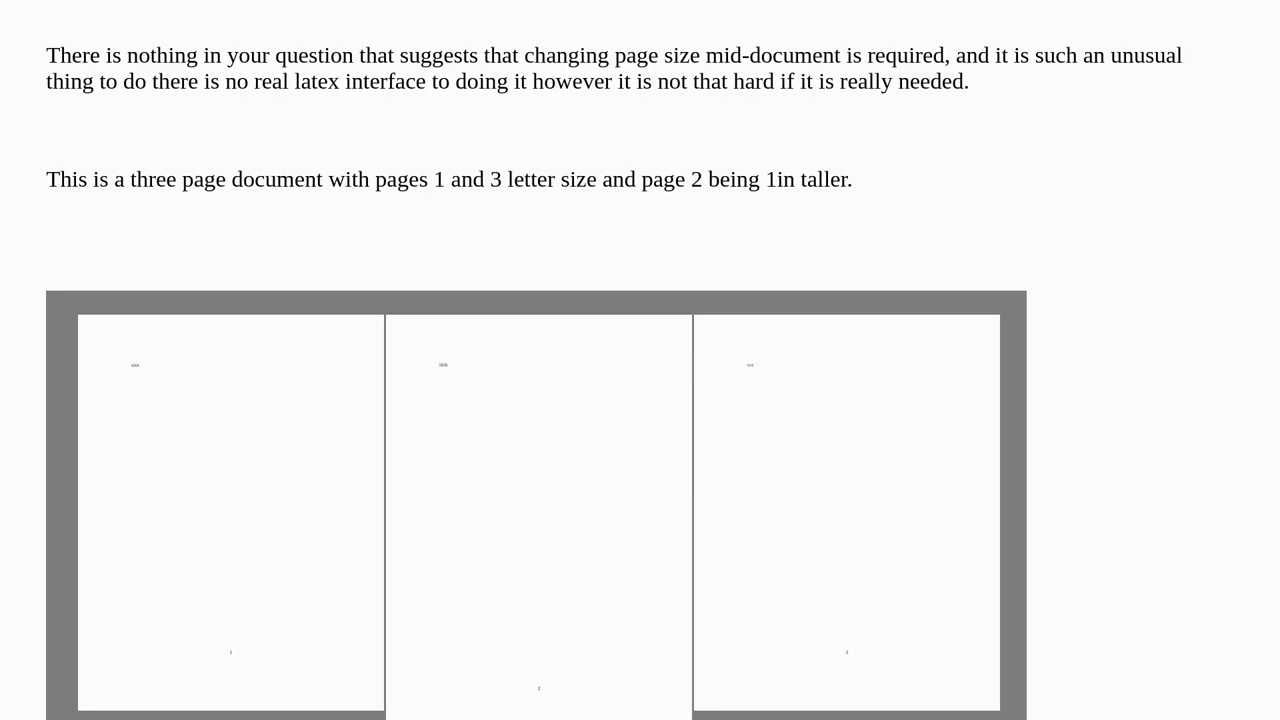 There is nothing in your question that suggests that changing page size mid-document is required, and it is such an unusual
thing to do there is no real latex interface to doing it however it is not that hard if it is really needed.
This is a three page document with pages 1 and 3 letter size and page 2 being 1in taller.
aaa bbb ccc
1 3
2